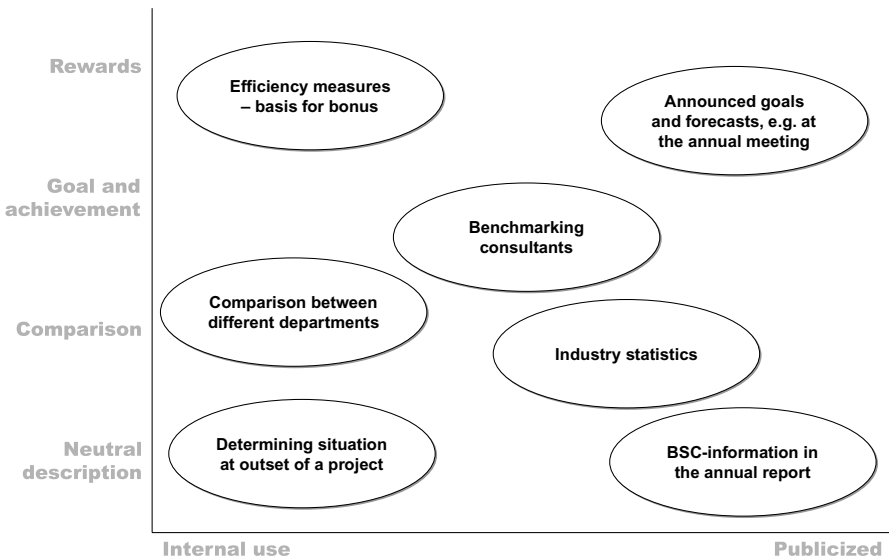 Rewards
Efficiency measures
– basis for bonus
Announced goals
and forecasts, e.g. at
the annual meeting
Goal and
achievement
Benchmarking
consultants
Comparison between
different departments
Comparison
Industry statistics
Neutral
description
Determining situation
at outset of a project
BSC-information in
the annual report
Internal use
Publicized